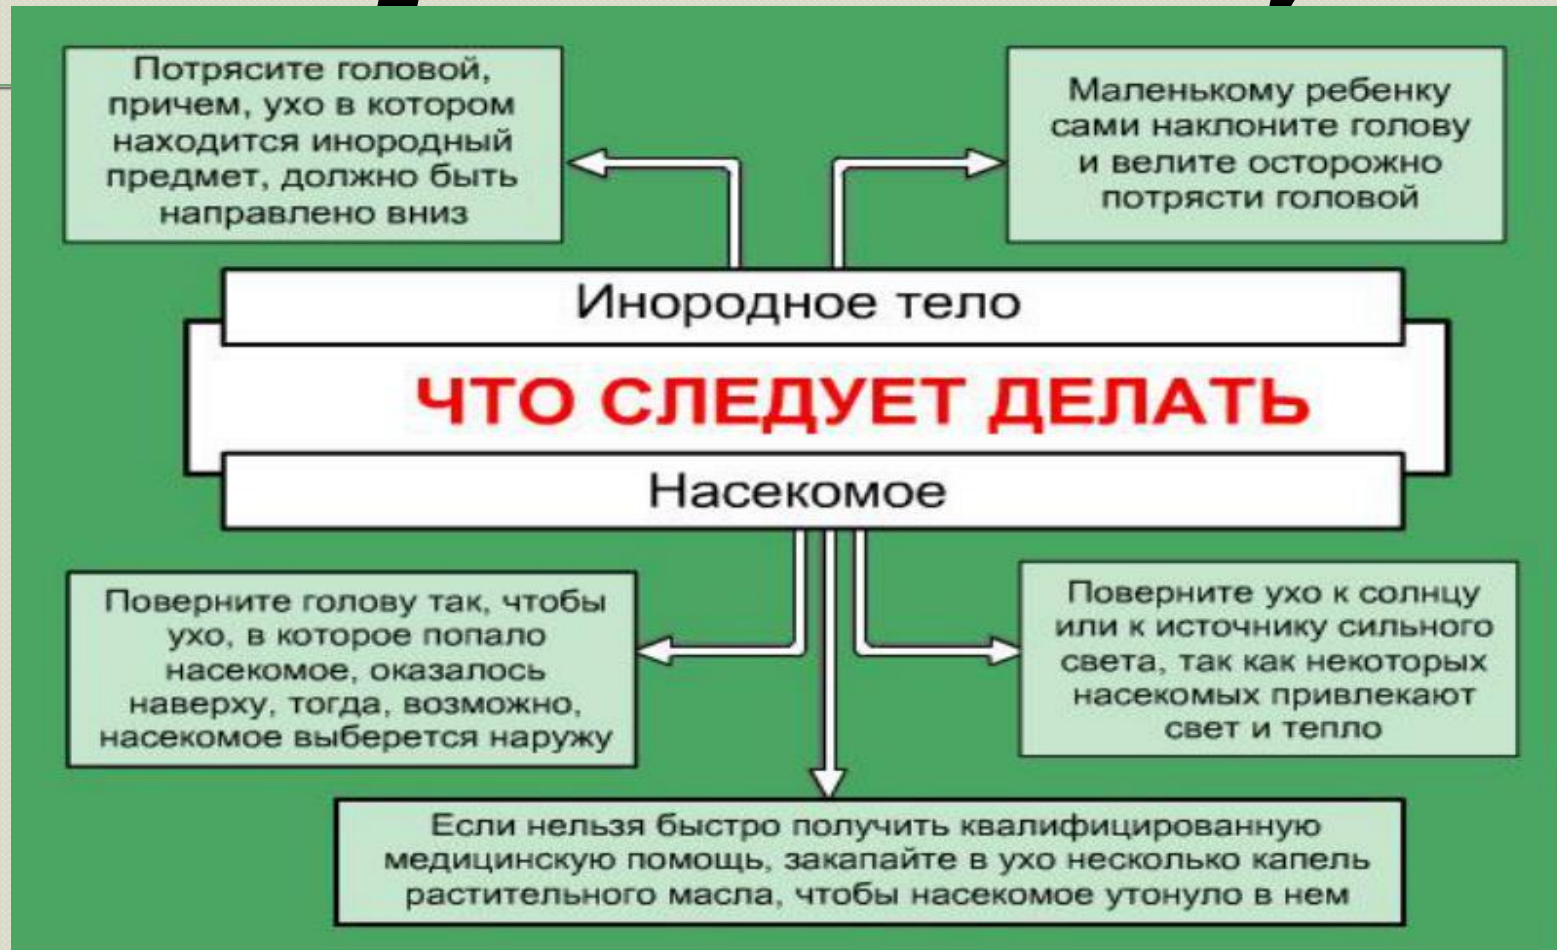 Потрясите головой,
причем, ухо в котором
находится инородный
предмет, должно быть
направлено вниз
Маленькому ребенку
сами наклоните голову
и велите осторожно
потрясти головой
Инородное тело
ЧТО СЛЕДУЕТ ДЕЛАТЬ
Насекомое
Поверните голову так, чтобы
ухо, в которое попало
насекомое, оказалось
наверху, тогда, возможно,
насекомое выберется наружу
Поверните ухо к солнцу
или к источнику сильного
света, так как некоторых
насекомых привлекают
свет и тепло
Если нельзя быстро получить квалифицированную
медицинскую помощь, закапайте в ухо несколько капель
растительного масла, чтобы насекомое утонуло в нем